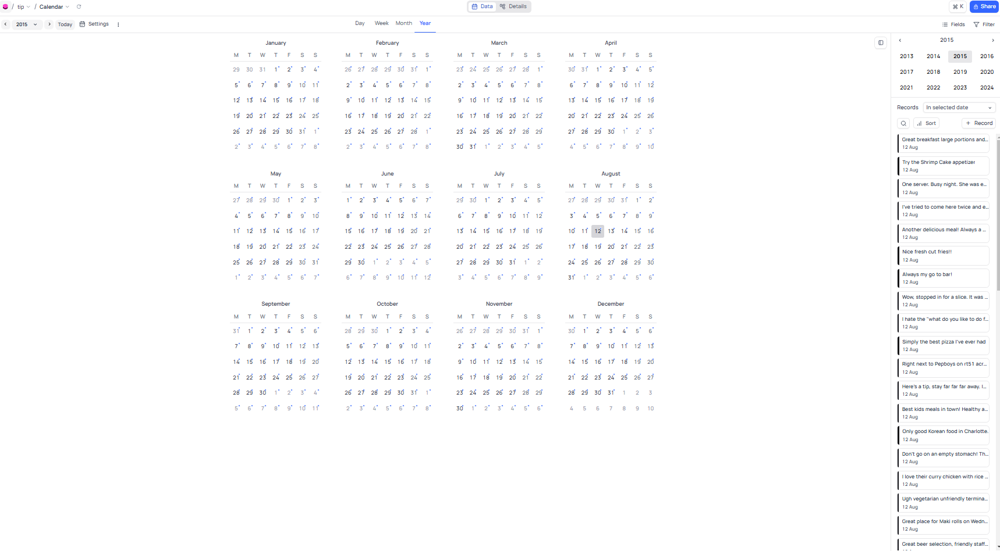 / tip / Calendar Data Details ⌘ K Share
2015 Today Settings Day Week Month Year Fields Filter
January February March April
M T W T F S S M T W T F S S M T W T F S S M T W T F S S
29 30 31 1 2 3 4 26 27 28 29 30 31 1 23 24 25 26 27 28 1 30 31 1 2 3 4 5
5 6 7 8 9 10 11 2 3 4 5 6 7 8 2 3 4 5 6 7 8 6 7 8 9 10 11 12
12 13 14 15 16 17 18 9 10 11 12 13 14 15 9 10 11 12 13 14 15 13 14 15 16 17 18 19
19 20 21 22 23 24 25 16 17 18 19 20 21 22 16 17 18 19 20 21 22 20 21 22 23 24 25 26
26 27 28 29 30 31 1 23 24 25 26 27 28 1 23 24 25 26 27 28 29 27 28 29 30 1 2 3
2 3 4 5 6 7 8 2 3 4 5 6 7 8 30 31 1 2 3 4 5 4 5 6 7 8 9 10
May June July August
M T W T F S S M T W T F S S M T W T F S S M T W T F S S
27 28 29 30 1 2 3 1 2 3 4 5 6 7 29 30 1 2 3 4 5 27 28 29 30 31 1 2
4 5 6 7 8 9 10 8 9 10 11 12 13 14 6 7 8 9 10 11 12 3 4 5 6 7 8 9
11 12 13 14 15 16 17 15 16 17 18 19 20 21 13 14 15 16 17 18 19 10 11 12 13 14 15 16
18 19 20 21 22 23 24 22 23 24 25 26 27 28 20 21 22 23 24 25 26 17 18 19 20 21 22 23
25 26 27 28 29 30 31 29 30 1 2 3 4 5 27 28 29 30 31 1 2 24 25 26 27 28 29 30
1 2 3 4 5 6 7 6 7 8 9 10 11 12 3 4 5 6 7 8 9 31 1 2 3 4 5 6
September October November December
M T W T F S S M T W T F S S M T W T F S S M T W T F S S
31 1 2 3 4 5 6 28 29 30 1 2 3 4 26 27 28 29 30 31 1 30 1 2 3 4 5 6
7 8 9 10 11 12 13 5 6 7 8 9 10 11 2 3 4 5 6 7 8 7 8 9 10 11 12 13
14 15 16 17 18 19 20 12 13 14 15 16 17 18 9 10 11 12 13 14 15 14 15 16 17 18 19 20
21 22 23 24 25 26 27 19 20 21 22 23 24 25 16 17 18 19 20 21 22 21 22 23 24 25 26 27
28 29 30 1 2 3 4 26 27 28 29 30 31 1 23 24 25 26 27 28 29 28 29 30 31 1 2 3
5 6 7 8 9 10 11 2 3 4 5 6 7 8 30 1 2 3 4 5 6 4 5 6 7 8 9 10
2015
2013 2014 2015 2016
2017 2018 2019 2020
2021 2022 2023 2024
Records In selected date
Sort + Record
Great breakfast large portions and...
12 Aug
Try the Shrimp Cake appetizer
12 Aug
One server. Busy night. She was e...
12 Aug
I've tried to come here twice and e...
12 Aug
Another delicious meal! Always a ...
12 Aug
Nice fresh cut fries!!
12 Aug
Always my go to bar!
12 Aug
Wow, stopped in for a slice. It was ...
12 Aug
I hate the "what do you like to do f...
12 Aug
Simply the best pizza I've ever had
12 Aug
Right next to Pepboys on rt51 acr...
12 Aug
Here's a tip, stay far far far away. I...
12 Aug
Best kids meals in town! Healthy a...
12 Aug
Only good Korean food in Charlotte.
12 Aug
Don't go on an empty stomach! Th...
12 Aug
I love their curry chicken with rice ...
12 Aug
Ugh vegetarian unfriendly termina...
12 Aug
Great place for Maki rolls on Wedn...
12 Aug
Great beer selection, friendly staff...